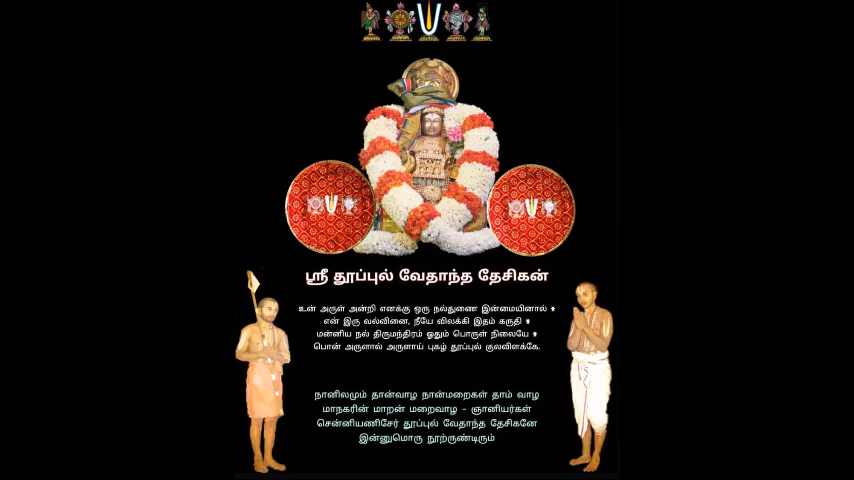 ஸ்ரீ தூப்புல் வேதாந்த தேசிகன்
உன் அருள் அன்றி எனக்கு ஒரு நல்துணை இன்மையினால் *
என் இரு வல்வினை, நீயே விலக்கி இதம் கருதி *
மன்னிய நல் திருமந்திரம் ஓதும் பொருள் நிலையே *
பொன் அருளால் அருளாய் புகழ் தூப்புல் குலவிளக்கே.
நானிலமும் தான்வாழ நான்மறைகள் தாம் வாழ
மாநகரின் மாறன் மறைவாழ – ஞானியர்கள்
சென்னியணிசேர் தூப்புல் வேதாந்த தேசிகனே
இன்னுமொரு நூற்ருண்டிரும்